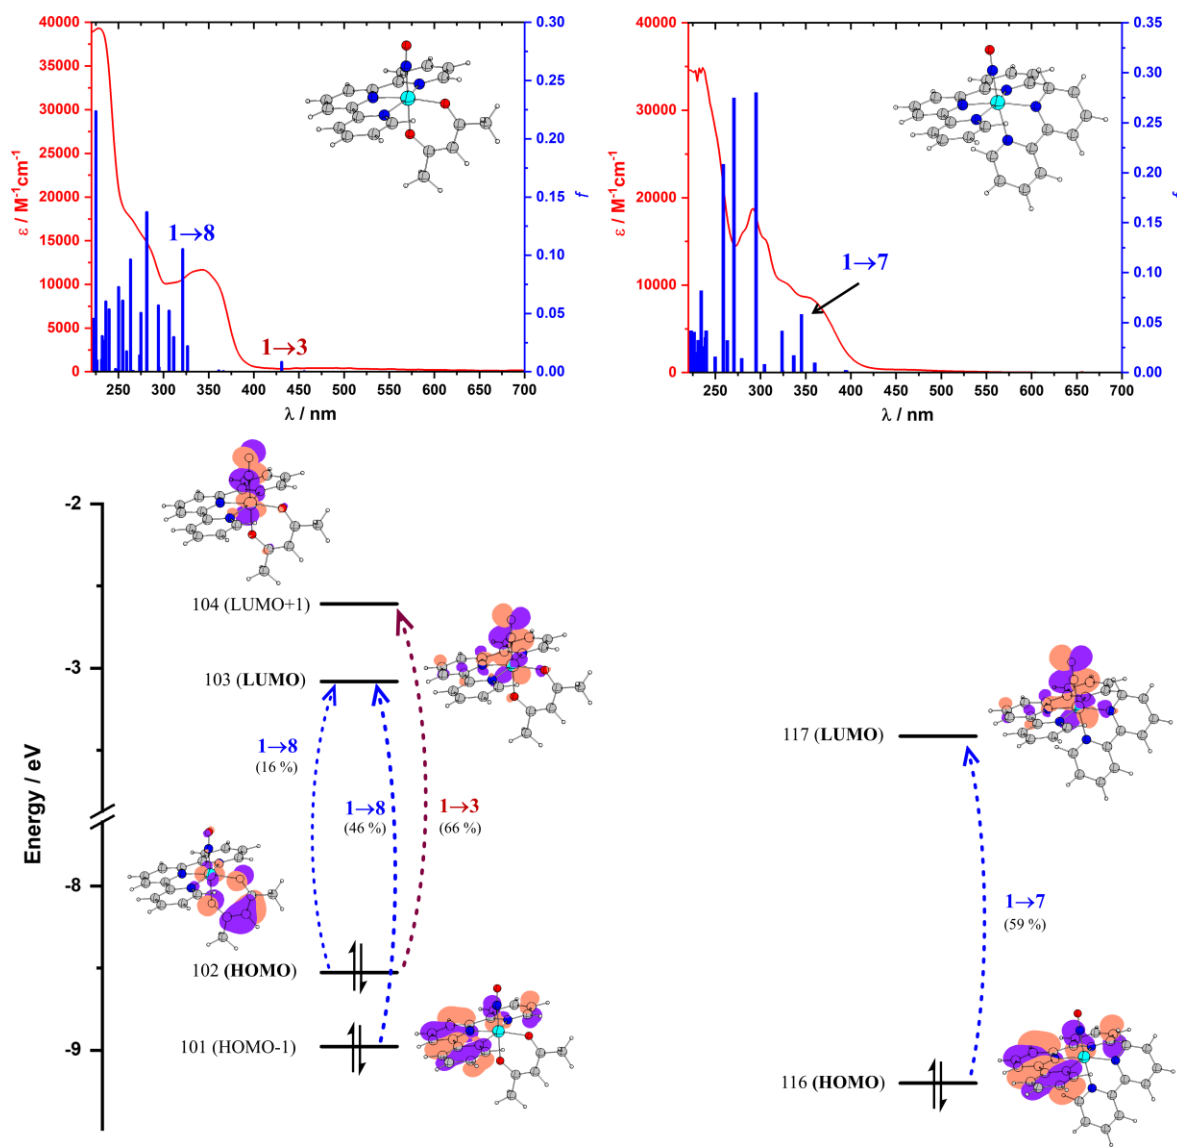 40000
35000
30000
25000
20000
15000
10000
5000
0
ε / M⁻¹cm⁻¹
250 300 350 400 450 500 550 600 650 700
λ / nm
0.30
0.25
0.20
0.15
0.10
0.05
0.00
f
1→8
1→3
40000
30000
20000
10000
0
ε / M⁻¹cm⁻¹
250 300 350 400 450 500 550 600 650 700
λ / nm
0.35
0.30
0.25
0.20
0.15
0.10
0.05
0.00
f
1→7
Energy / eV
-2
-3
-8
-9
104 (LUMO+1)
103 (LUMO)
1→8
(16 %)
1→8
(46 %)
1→3
(66 %)
102 (HOMO)
101 (HOMO-1)
117 (LUMO)
1→7
(59 %)
116 (HOMO)